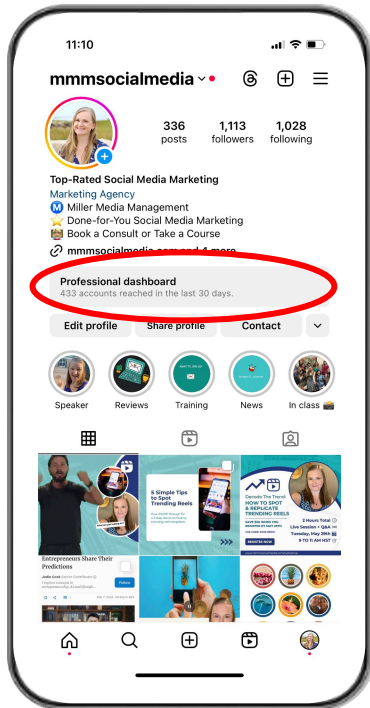 11:10
mmmsocialmedia
336 1,113 1,028
posts followers following
Top-Rated Social Media Marketing
Marketing Agency
M Miller Media Management
Done-for-You Social Media Marketing
Book a Consult or Take a Course
mmmsocialmedia.com and 4 more
Professional dashboard
433 accounts reached in the last 30 days.
Edit profile Share profile Contact
Speaker Reviews Training News In class
5 Simple Tips
to Spot
Trending Reels
Decode The Trend:
HOW TO SPOT
& REPLICATE
TRENDING REELS
REGISTER NOW
2 Hours Total
Live Session + Q&A
Tuesday, May 28th
9 TO 11 AM HST
Entrepreneurs Share Their
Predictions
Follow